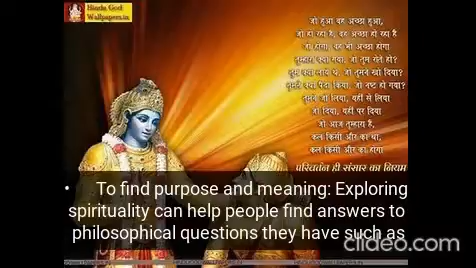 Hindu God
Wallpapers.in
जो हुआ वह अच्छा हुआ,
जो हो रहा है, वह अच्छा हो रहा है
जो होगा, वह भी अच्छा होगा
तुम्हारा क्या गया, जो तुम रोते हो?
तुम क्या लाए थे, जो तुमने खो दिया?
तुमने क्या पैदा किया, जो नष्ट हो गया?
तुमने जो लिया, यहीं से लिया
जो दिया, यहीं पर दिया
जो आज तुम्हारा है,
कल किसी और का था,
कल किसी और का होगा
परिवर्तन ही संसार का नियम
• To find purpose and meaning: Exploring
spirituality can help people find answers to
philosophical questions they have such as
clideo.com